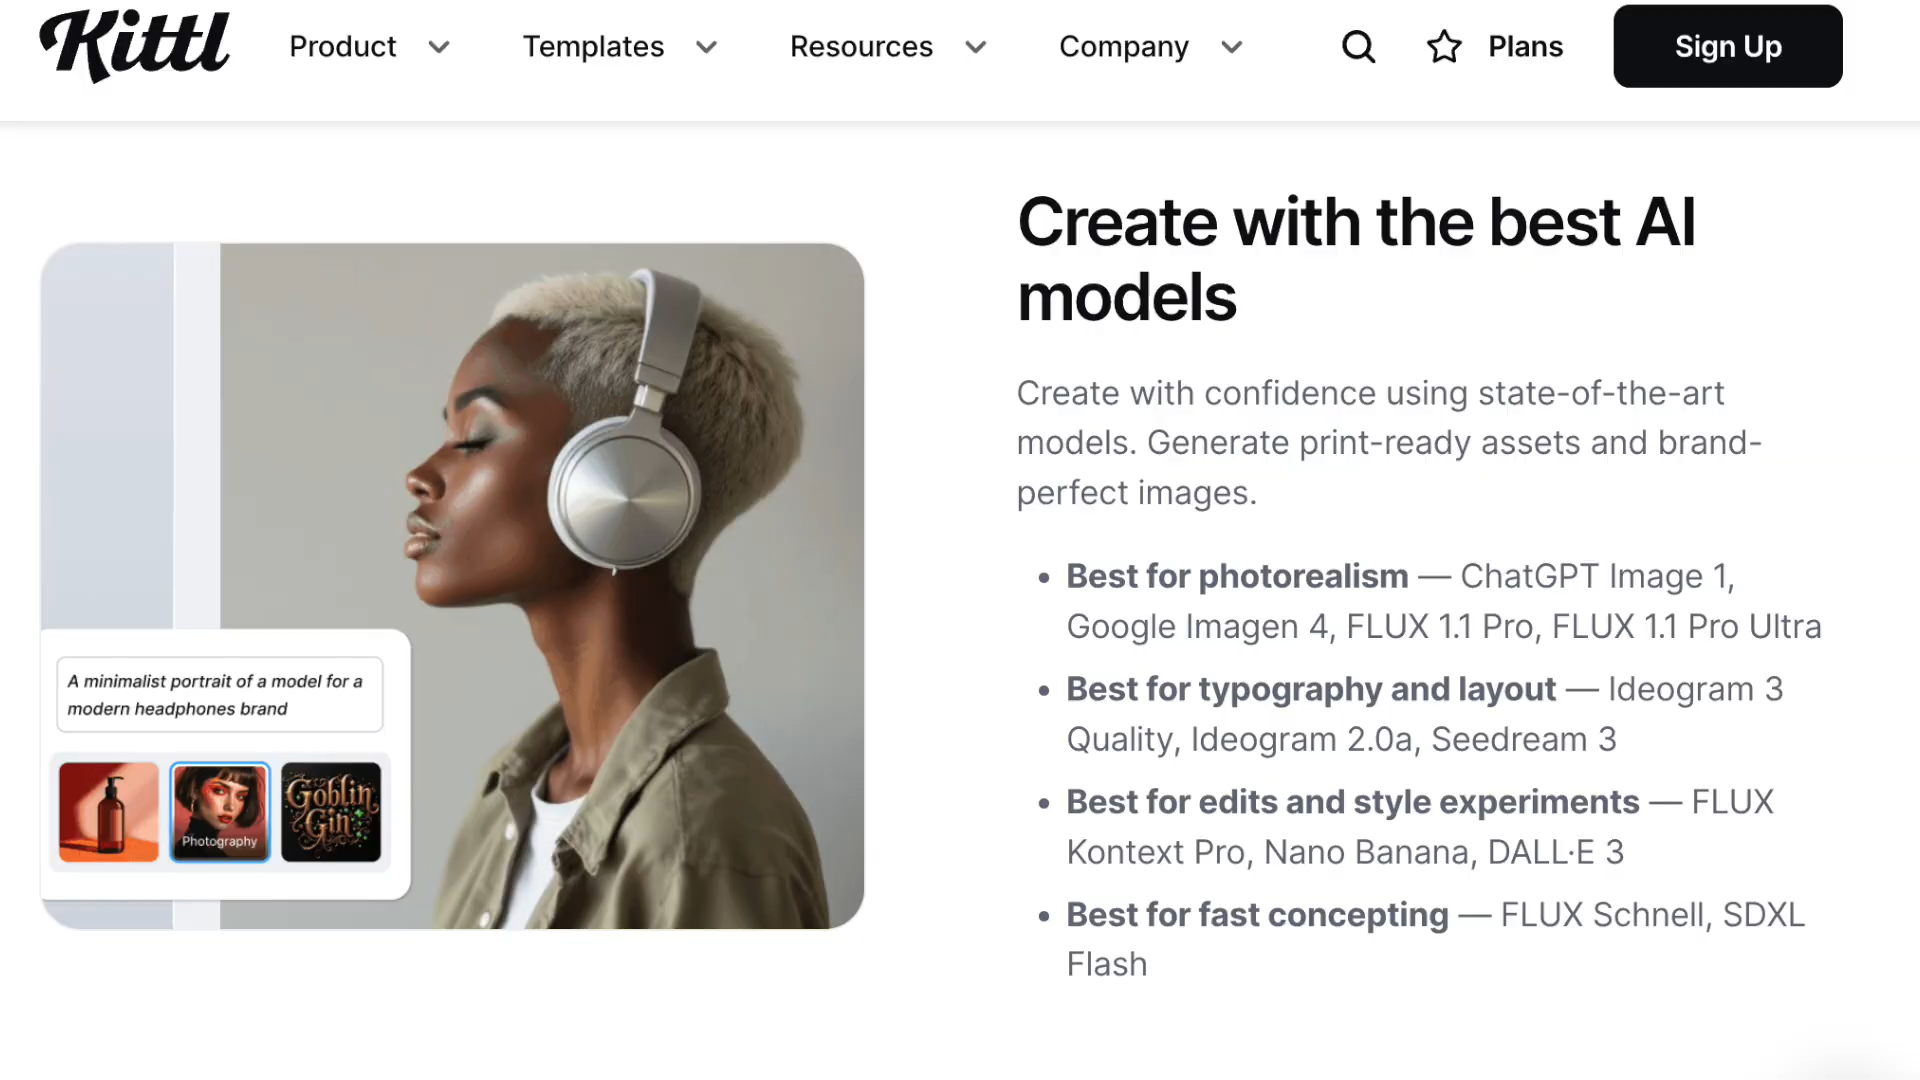 Kittl
Product
Templates
Resources
Company
Plans
Sign Up
Create with the best AI
models
Create with confidence using state-of-the-art
models. Generate print-ready assets and brand-
perfect images.
• Best for photorealism — ChatGPT Image 1,
Google Imagen 4, FLUX 1.1 Pro, FLUX 1.1 Pro Ultra
• Best for typography and layout — Ideogram 3
Quality, Ideogram 2.0a, Seedream 3
• Best for edits and style experiments — FLUX
Kontext Pro, Nano Banana, DALL·E 3
• Best for fast concepting — FLUX Schnell, SDXL
Flash
A minimalist portrait of a model for a
modern headphones brand
Photography
Goblin
Gin